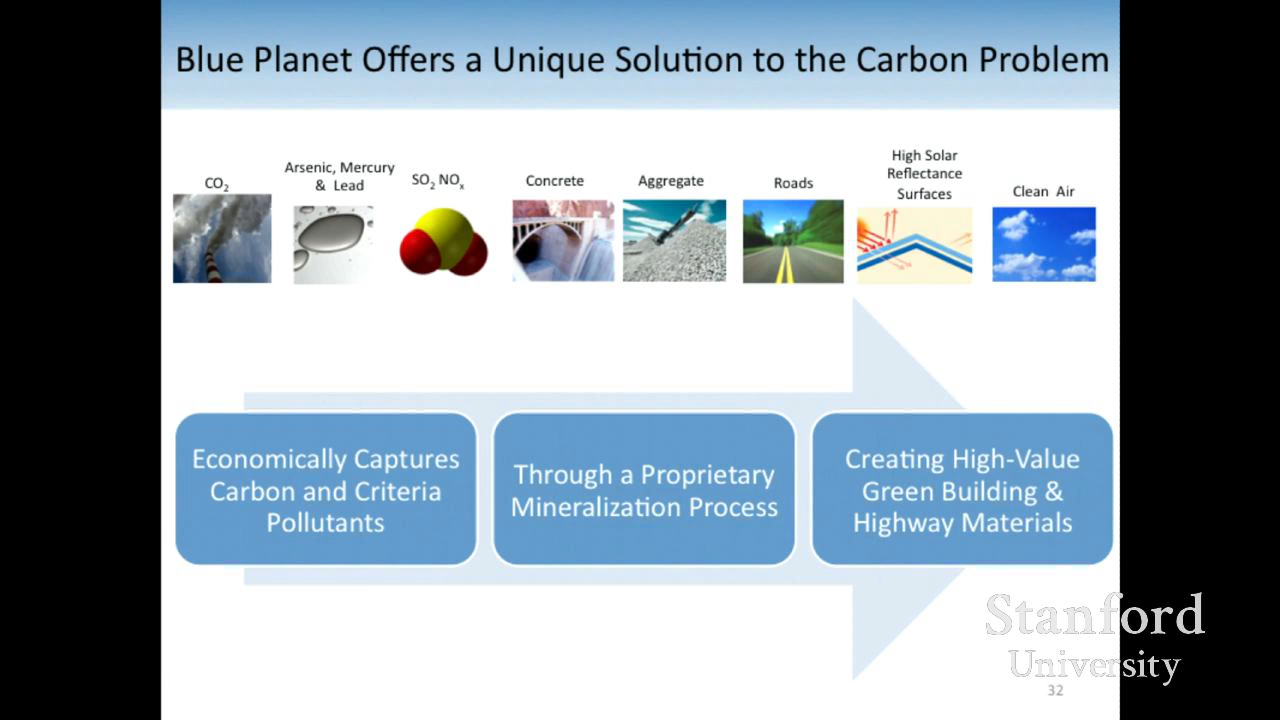 Blue Planet Offers a Unique Solution to the Carbon Problem
CO₂
Arsenic, Mercury
& Lead
SO₂ NOₓ
Concrete
Aggregate
Roads
High Solar
Reflectance
Surfaces
Clean Air
Economically Captures
Carbon and Criteria
Pollutants
Through a Proprietary
Mineralization Process
Creating High-Value
Green Building &
Highway Materials
Stanford
University
32